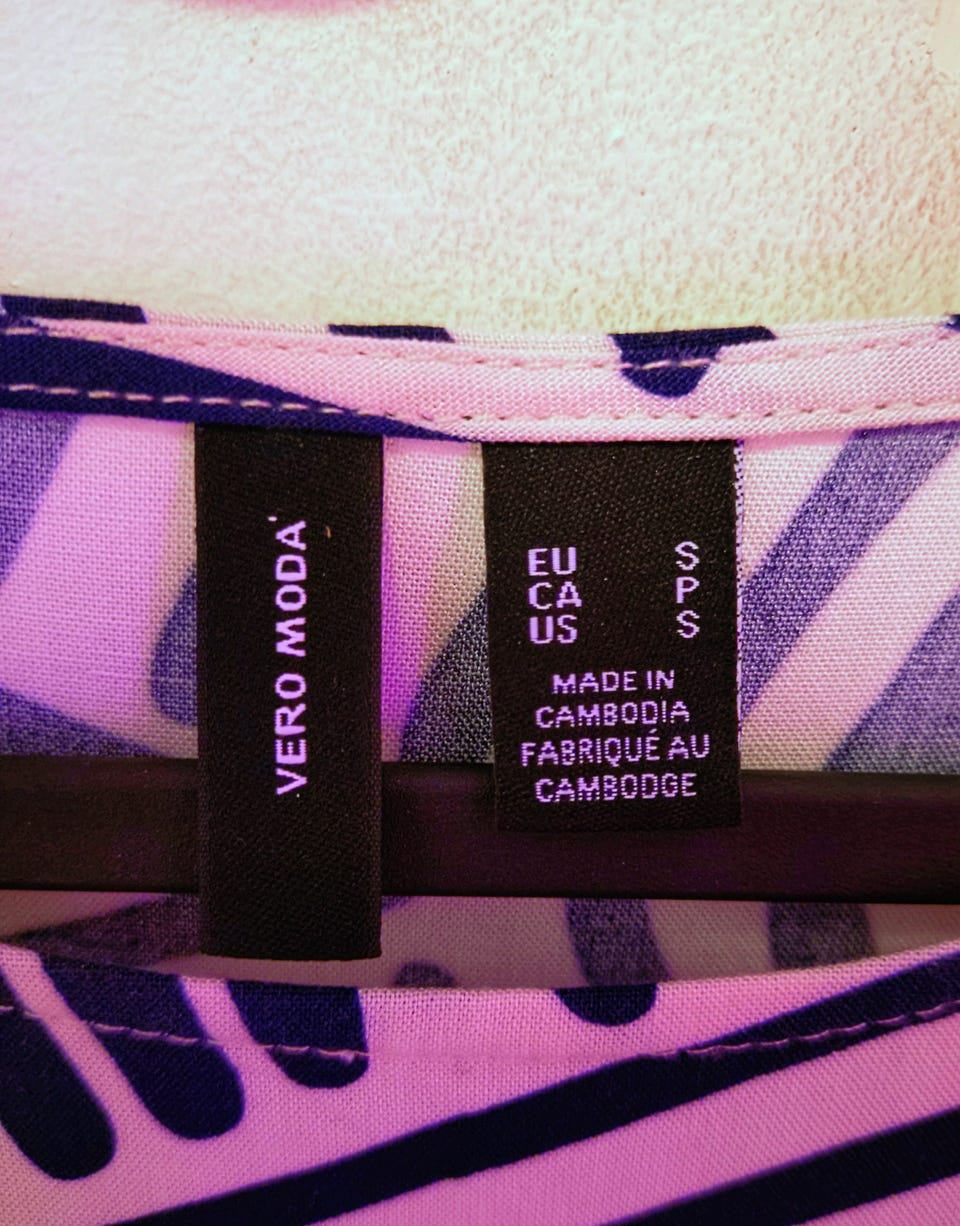 VERO MODA
EU S
CA P
US S
MADE IN
CAMBODIA
FABRIQUÉ AU
CAMBODGE